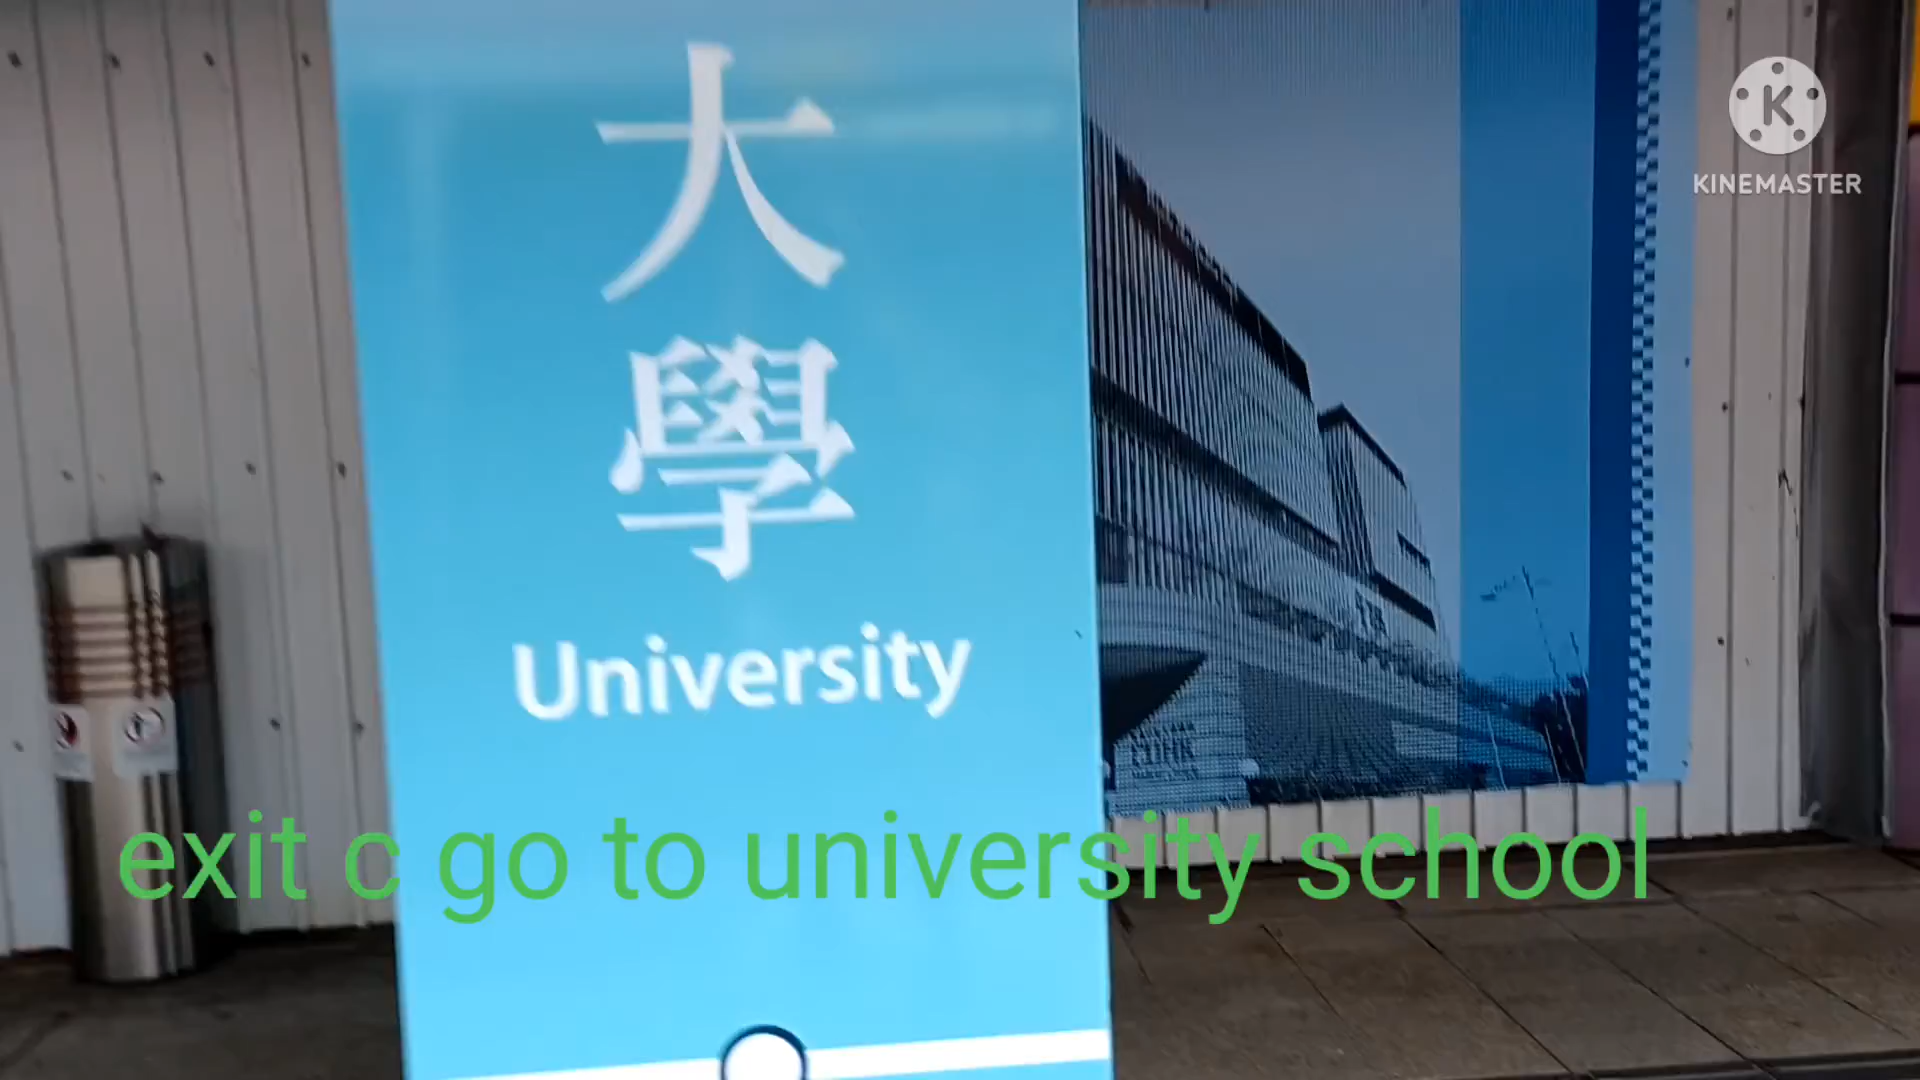 大
學
University
K
KINEMASTER
exit c go to university school